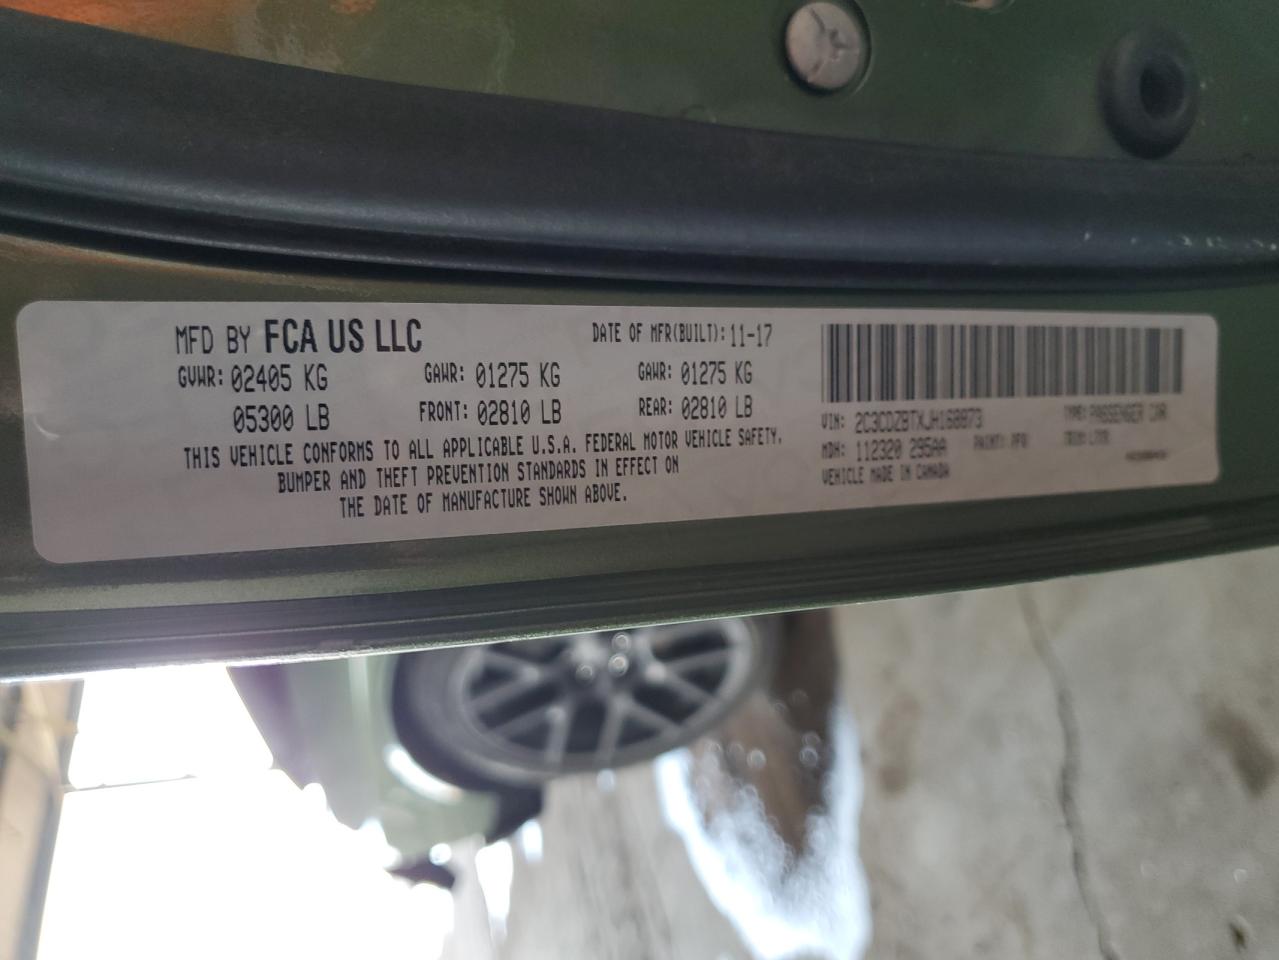 MFD BY FCA US LLC
DATE OF MFR(BUILT): 11-17
GVWR: 02405 KG
GAWR: 01275 KG
GAWR: 01275 KG
05300 LB
FRONT: 02810 LB
REAR: 02810 LB
THIS VEHICLE CONFORMS TO ALL APPLICABLE U.S.A. FEDERAL MOTOR VEHICLE SAFETY,
BUMPER AND THEFT PREVENTION STANDARDS IN EFFECT ON
THE DATE OF MANUFACTURE SHOWN ABOVE.
VIN:
TYPE: PASSENGER CAR
MDH: 112320 295AA
PAINT: PFQ
TRIM:
VEHICLE MADE IN CANADA